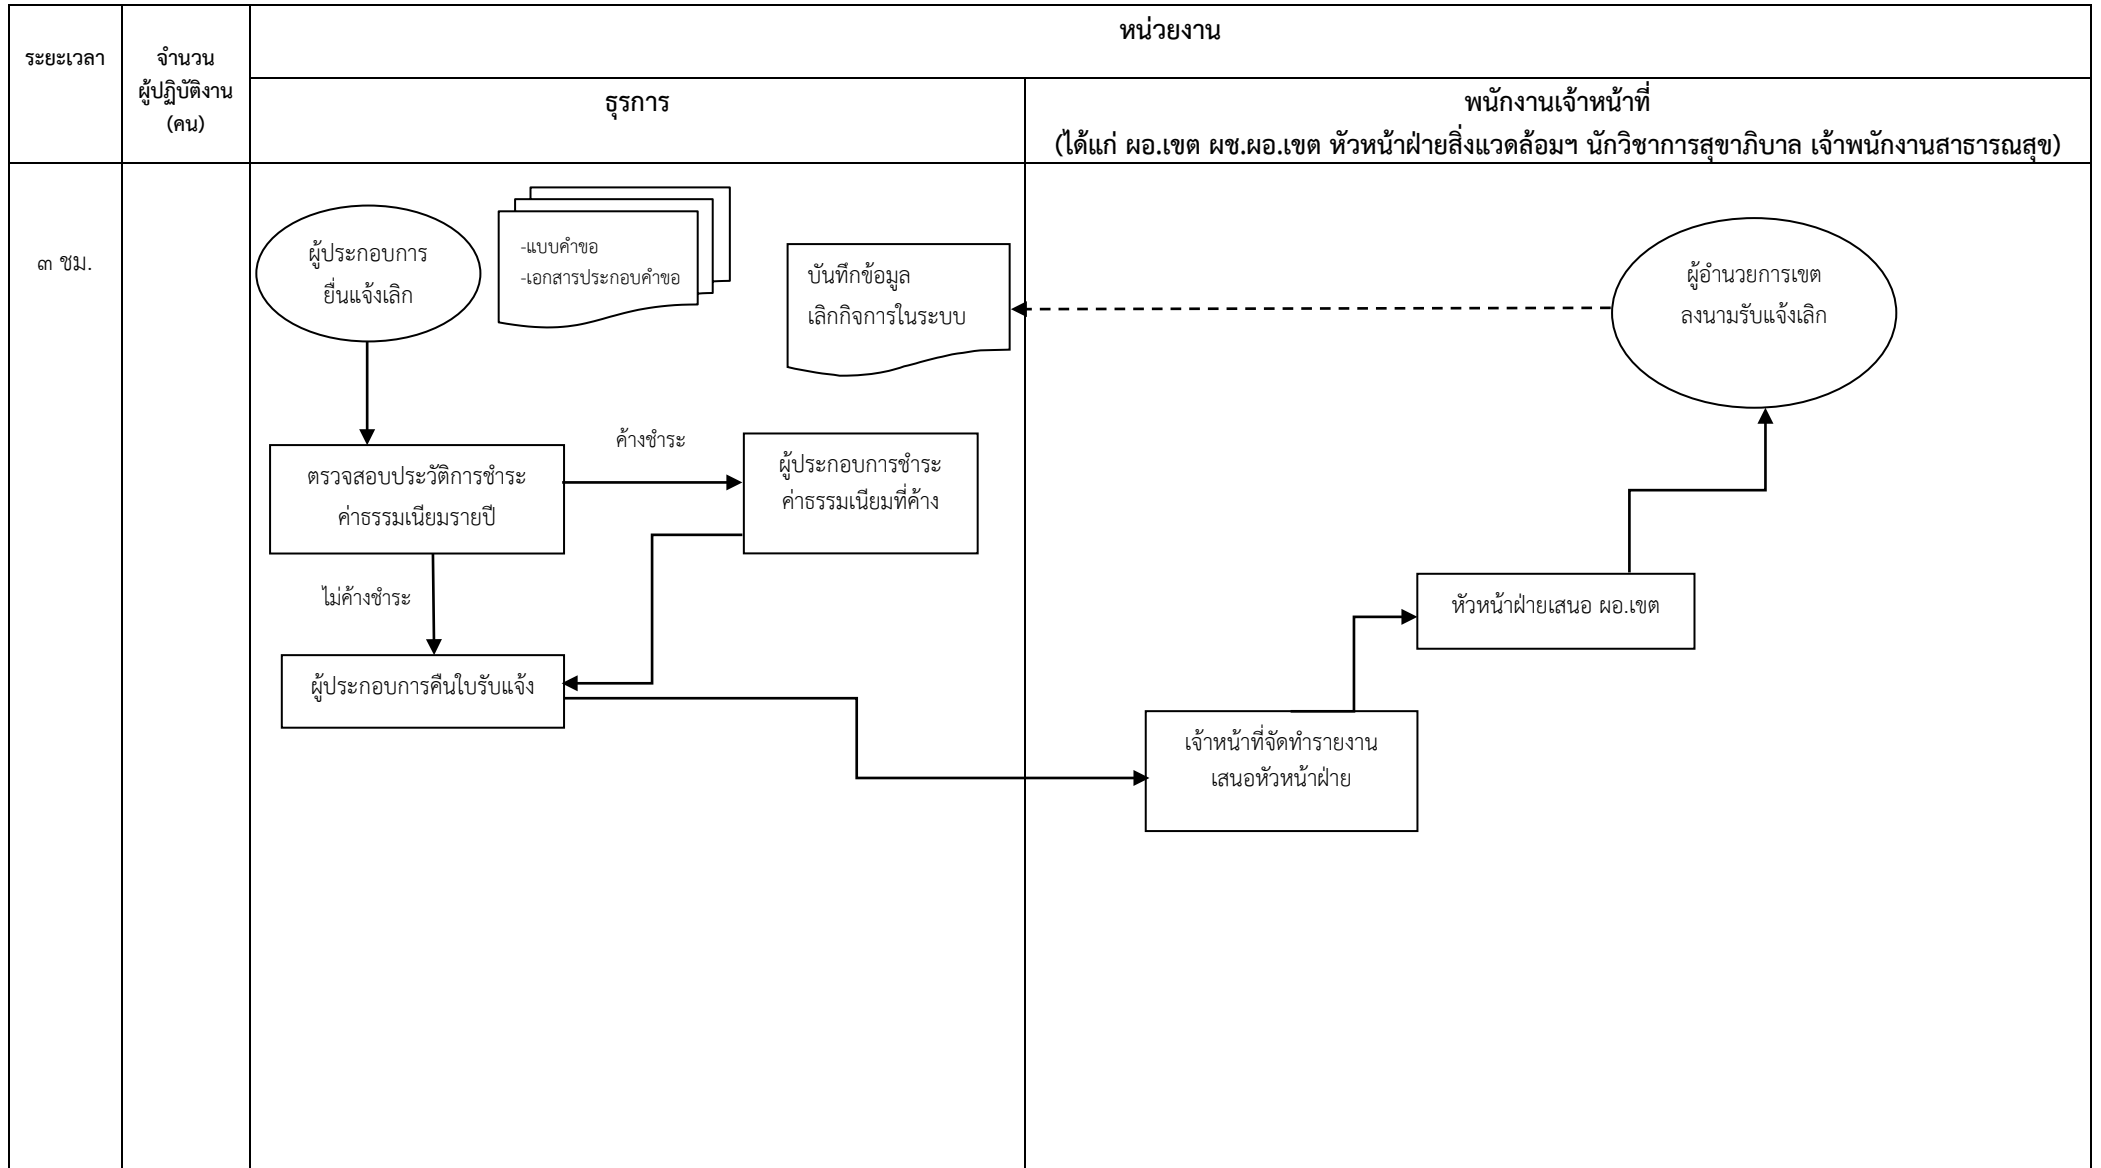 หน่วยงาน
ระยะเวลา
จำนวน
ผู้ปฏิบัติงาน
(คน)
ธุรการ
พนักงานเจ้าหน้าที่
(ได้แก่ ผอ.เขต ผช.ผอ.เขต หัวหน้าฝ่ายสิ่งแวดล้อมฯ นักวิชาการสุขาภิบาล เจ้าพนักงานสาธารณสุข)
๓ ชม.
ผู้ประกอบการ
ยื่นแจ้งเลิก
-แบบคำขอ
-เอกสารประกอบคำขอ
บันทึกข้อมูล
เลิกกิจการในระบบ
ผู้อำนวยการเขต
ลงนามรับแจ้งเลิก
ตรวจสอบประวัติการชำระ
ค่าธรรมเนียมรายปี
ค้างชำระ
ผู้ประกอบการชำระ
ค่าธรรมเนียมที่ค้าง
ไม่ค้างชำระ
หัวหน้าฝ่ายเสนอ ผอ.เขต
ผู้ประกอบการคืนใบรับแจ้ง
เจ้าหน้าที่จัดทำรายงาน
เสนอหัวหน้าฝ่าย